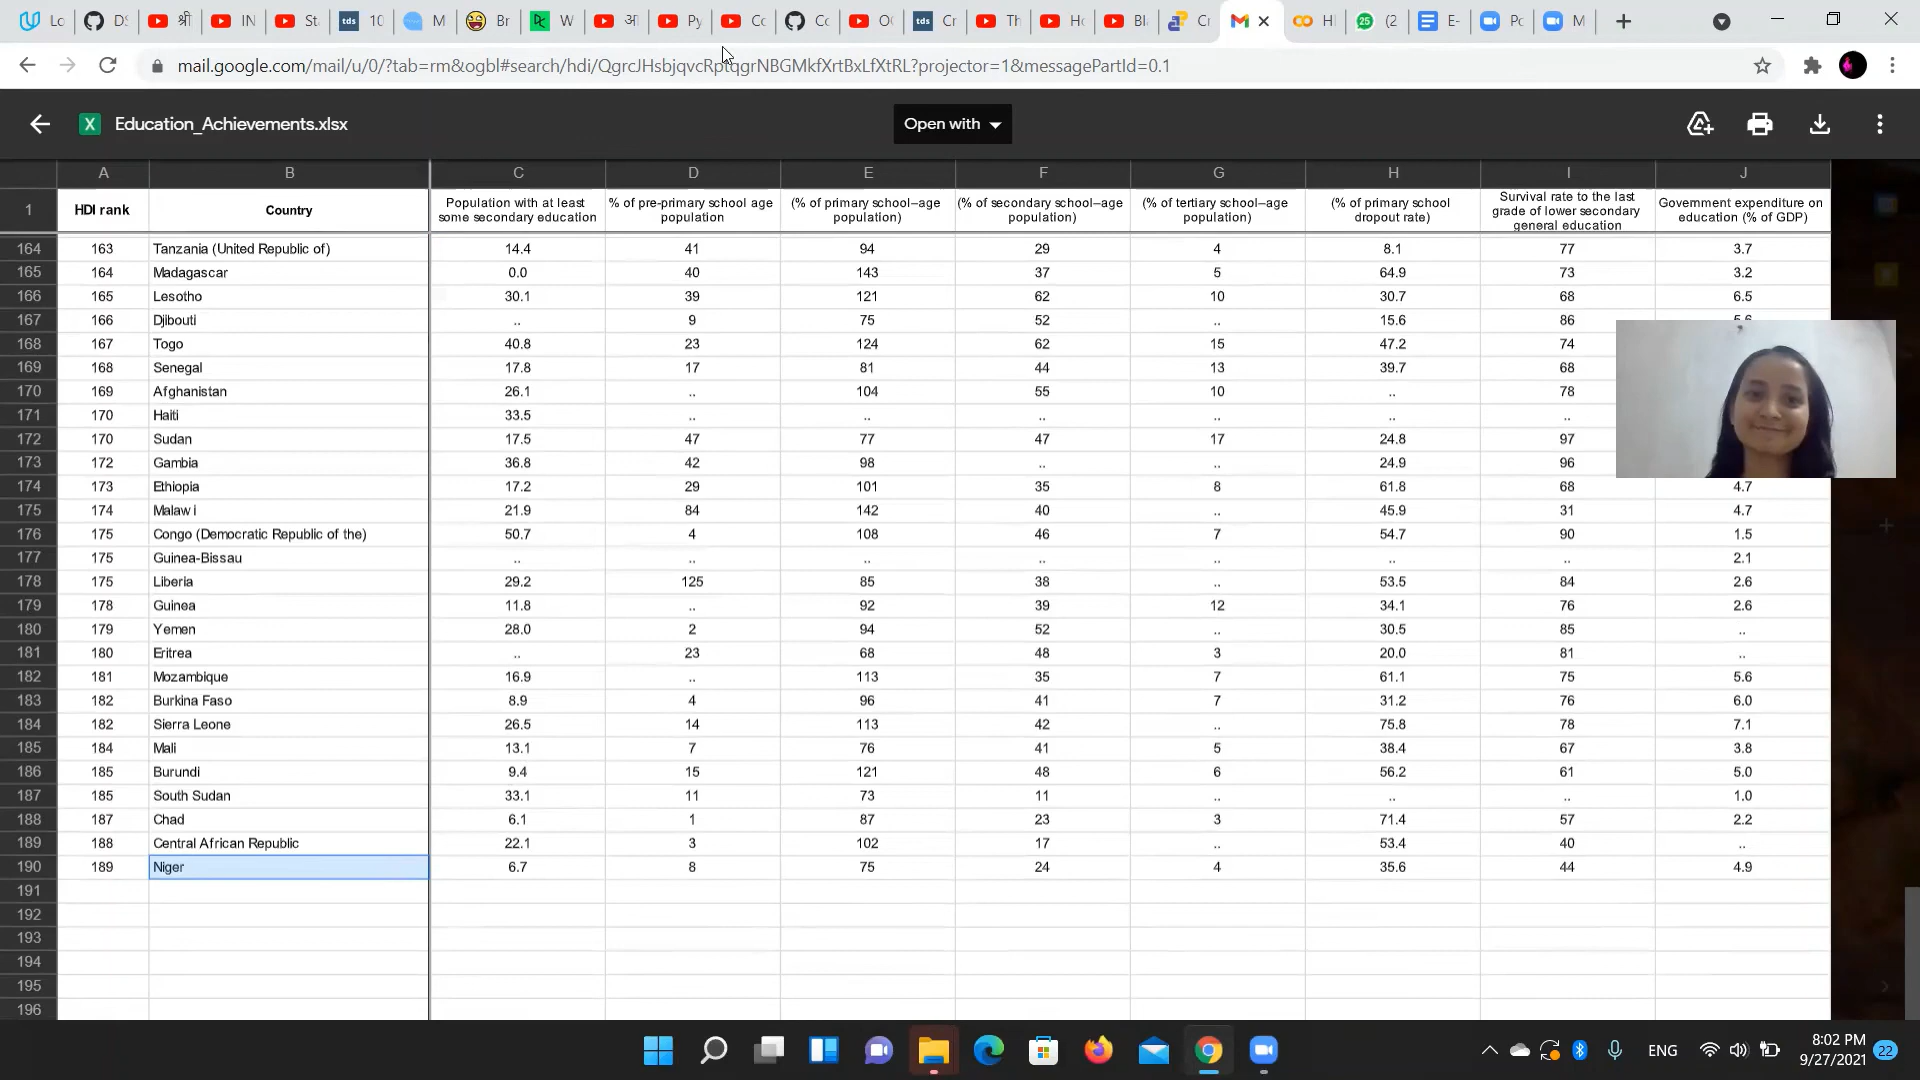 Lo DS श्री IN St 10 M Br W अ Py Co Co OC Cr Th Ho Bl Cr HI (2 E- Po M
mail.google.com/mail/u/0/?tab=rm&ogbl#search/hdi/QgrcJHsbjqvcRptqgrNBGMkfXrtBxLfXtRL?projector=1&messagePartId=0.1
Education_Achievements.xlsx Open with
A B C D E F G H I J
1 HDI rank Country Population with at least some secondary education % of pre-primary school age population (% of primary school–age population) (% of secondary school–age population) (% of tertiary school–age population) (% of primary school dropout rate) Survival rate to the last grade of lower secondary general education Government expenditure on education (% of GDP)
164 163 Tanzania (United Republic of) 14.4 41 94 29 4 8.1 77 3.7
165 164 Madagascar 0.0 40 143 37 5 64.9 73 3.2
166 165 Lesotho 30.1 39 121 62 10 30.7 68 6.5
167 166 Djibouti .. 9 75 52 .. 15.6 86
168 167 Togo 40.8 23 124 62 15 47.2 74
169 168 Senegal 17.8 17 81 44 13 39.7 68
170 169 Afghanistan 26.1 .. 104 55 10 .. 78
171 170 Haiti 33.5 .. .. .. .. .. ..
172 170 Sudan 17.5 47 77 47 17 24.8 97
173 172 Gambia 36.8 42 98 .. .. 24.9 96
174 173 Ethiopia 17.2 29 101 35 8 61.8 68 4.7
175 174 Malawi 21.9 84 142 40 .. 45.9 31 4.7
176 175 Congo (Democratic Republic of the) 50.7 4 108 46 7 54.7 90 1.5
177 175 Guinea-Bissau .. .. .. .. .. .. .. 2.1
178 175 Liberia 29.2 125 85 38 .. 53.5 84 2.6
179 178 Guinea 11.8 .. 92 39 12 34.1 76 2.6
180 179 Yemen 28.0 2 94 52 .. 30.5 85 ..
181 180 Eritrea .. 23 68 48 3 20.0 81 ..
182 181 Mozambique 16.9 .. 113 35 7 61.1 75 5.6
183 182 Burkina Faso 8.9 4 96 41 7 31.2 76 6.0
184 182 Sierra Leone 26.5 14 113 42 .. 75.8 78 7.1
185 184 Mali 13.1 7 76 41 5 38.4 67 3.8
186 185 Burundi 9.4 15 121 48 6 56.2 61 5.0
187 185 South Sudan 33.1 11 73 11 .. .. .. 1.0
188 187 Chad 6.1 1 87 23 3 71.4 57 2.2
189 188 Central African Republic 22.1 3 102 17 .. 53.4 40 ..
190 189 Niger 6.7 8 75 24 4 35.6 44 4.9
191
192
193
194
195
196
ENG 8:02 PM
9/27/2021 22